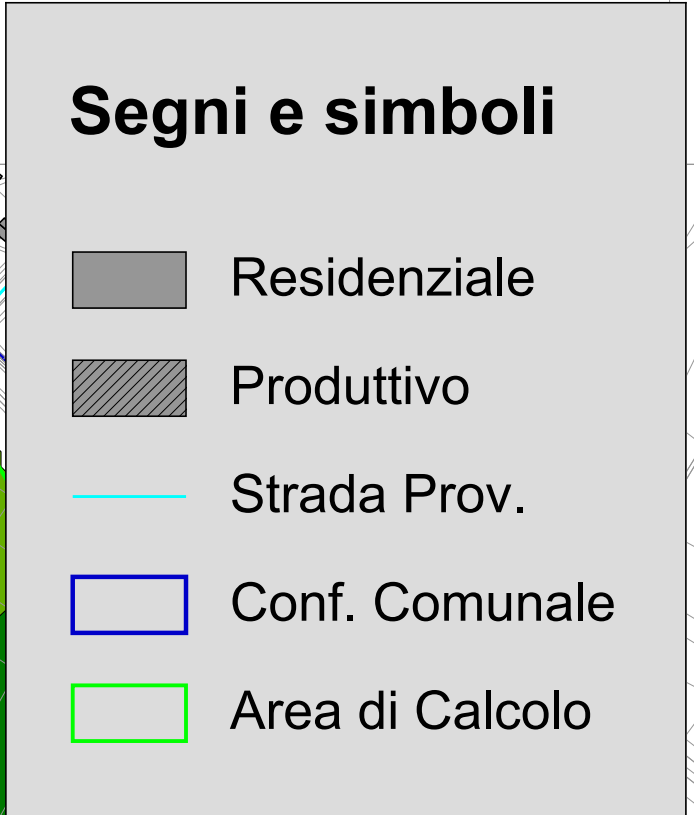 Segni e simboli
Residenziale
Produttivo
Strada Prov.
Conf. Comunale
Area di Calcolo